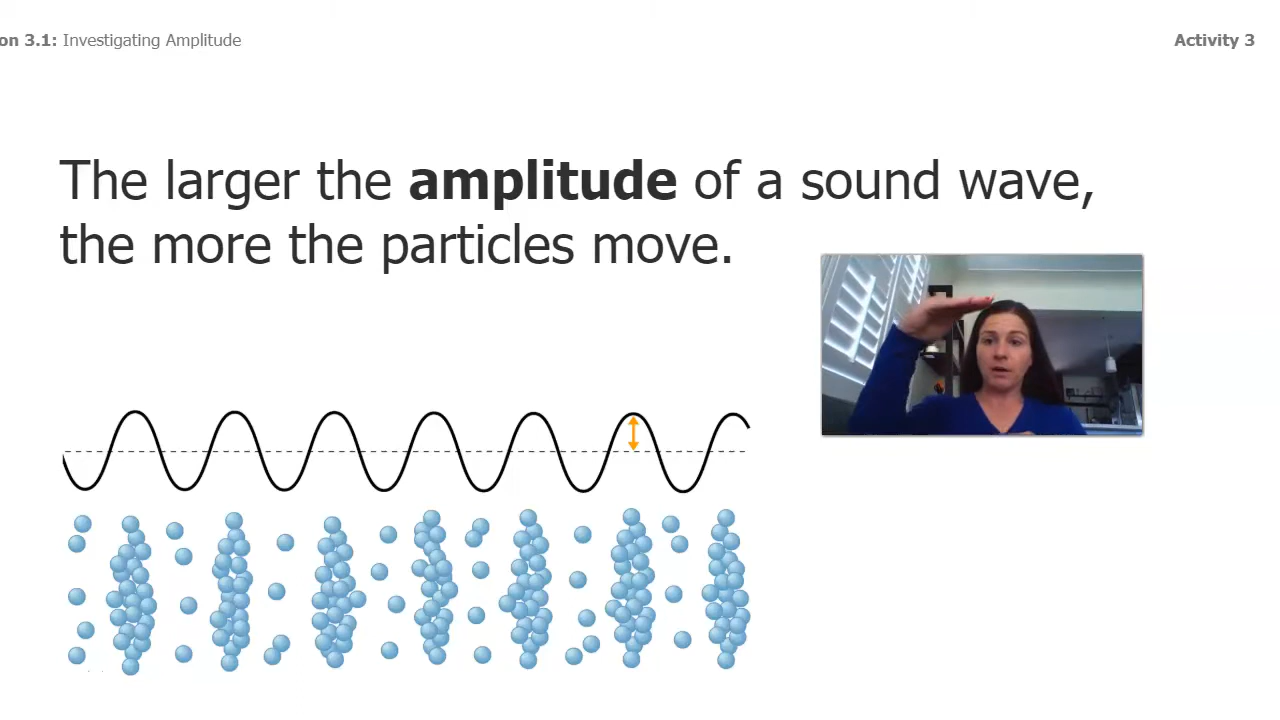 on 3.1: Investigating Amplitude
Activity 3
The larger the amplitude of a sound wave,
the more the particles move.